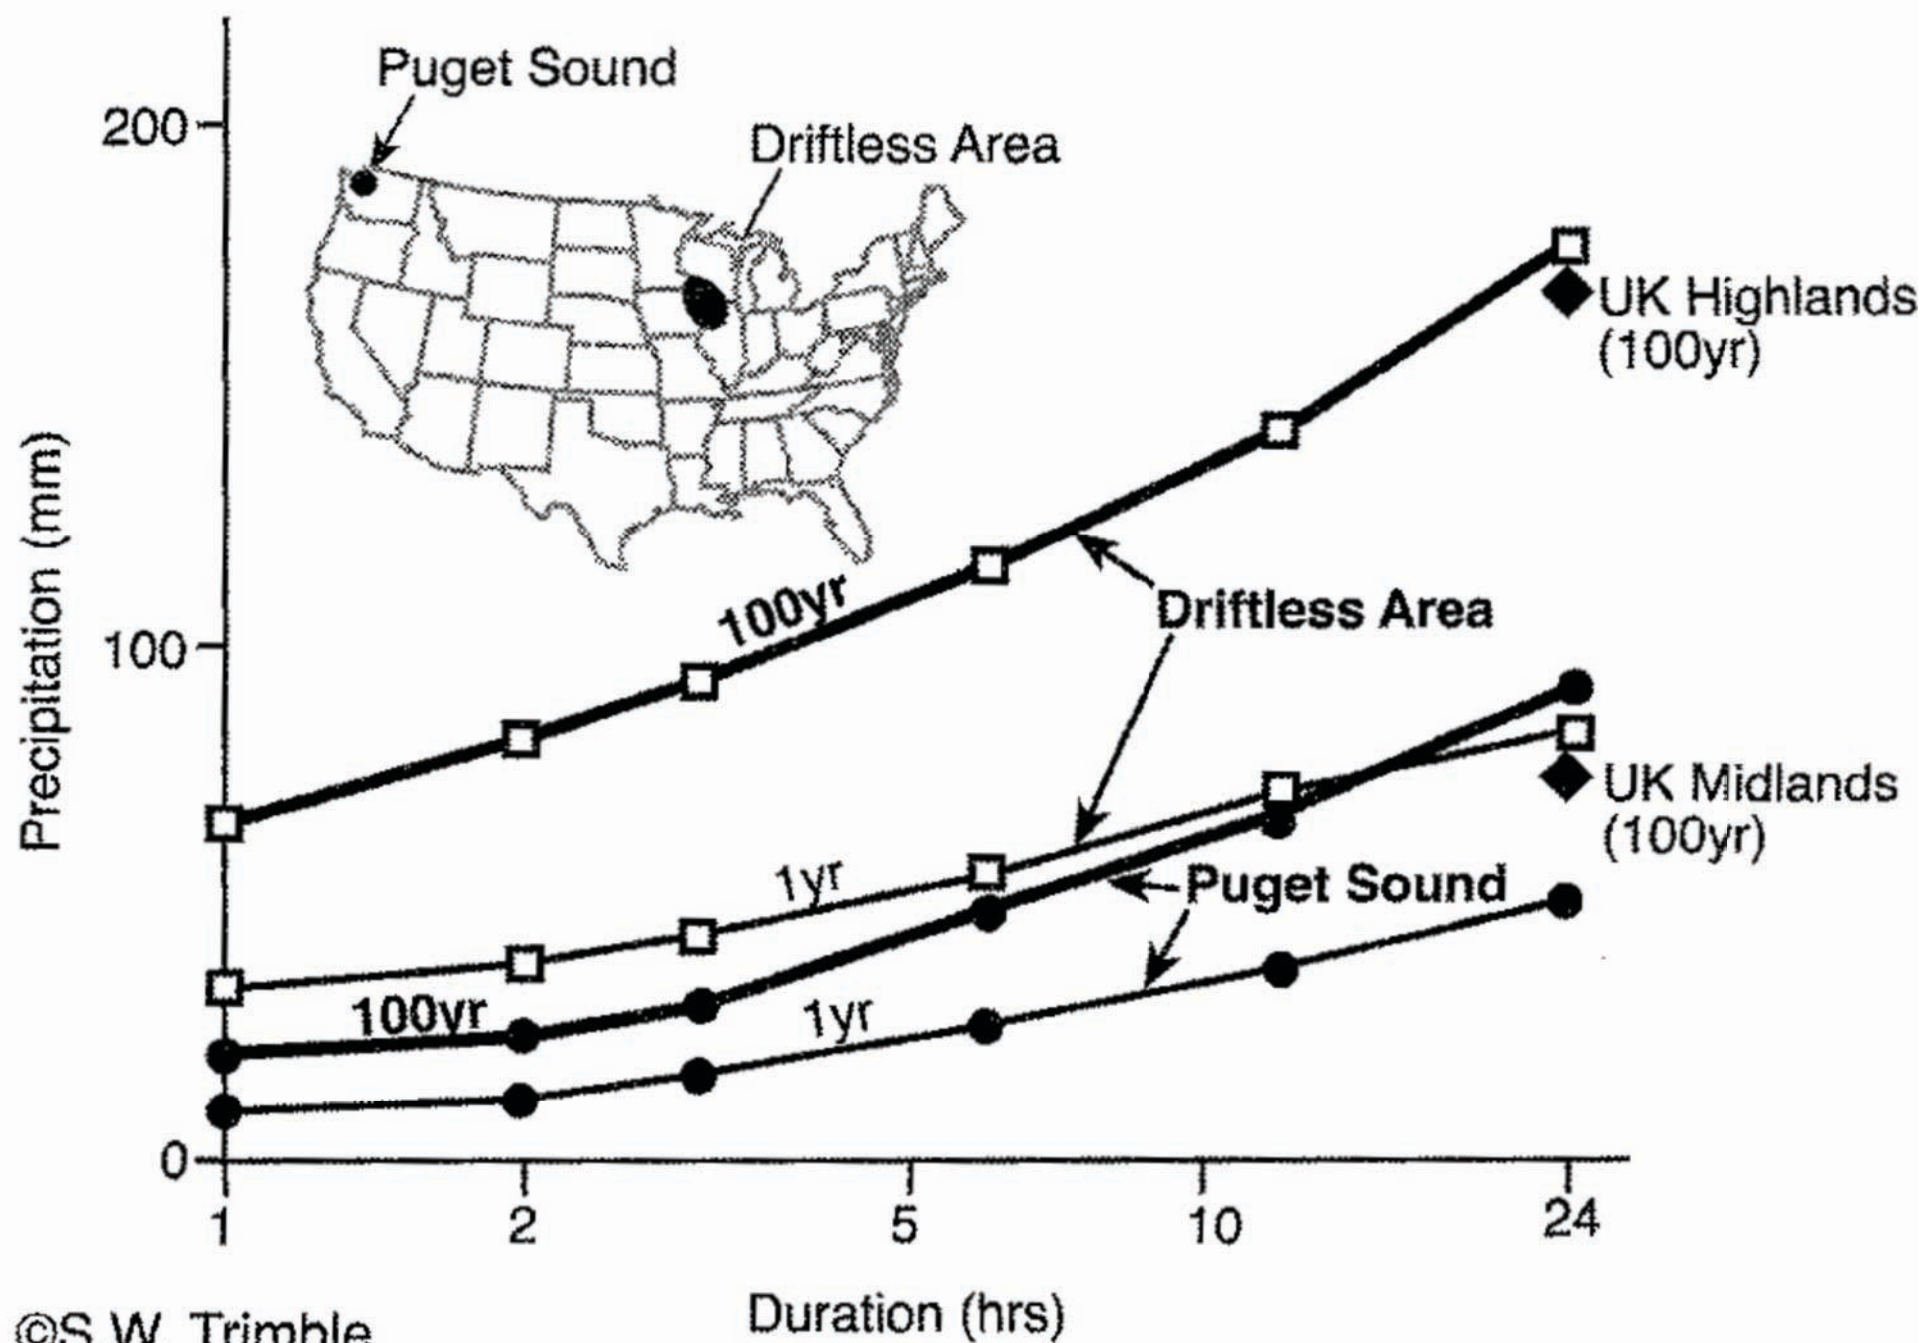 Puget Sound
200
Driftless Area
UK Highlands
(100yr)
100yr
Driftless Area
100
Precipitation (mm)
UK Midlands
(100yr)
1yr
Puget Sound
100yr
1yr
0
1 2 5 10 24
Duration (hrs)
©S.W. Trimble